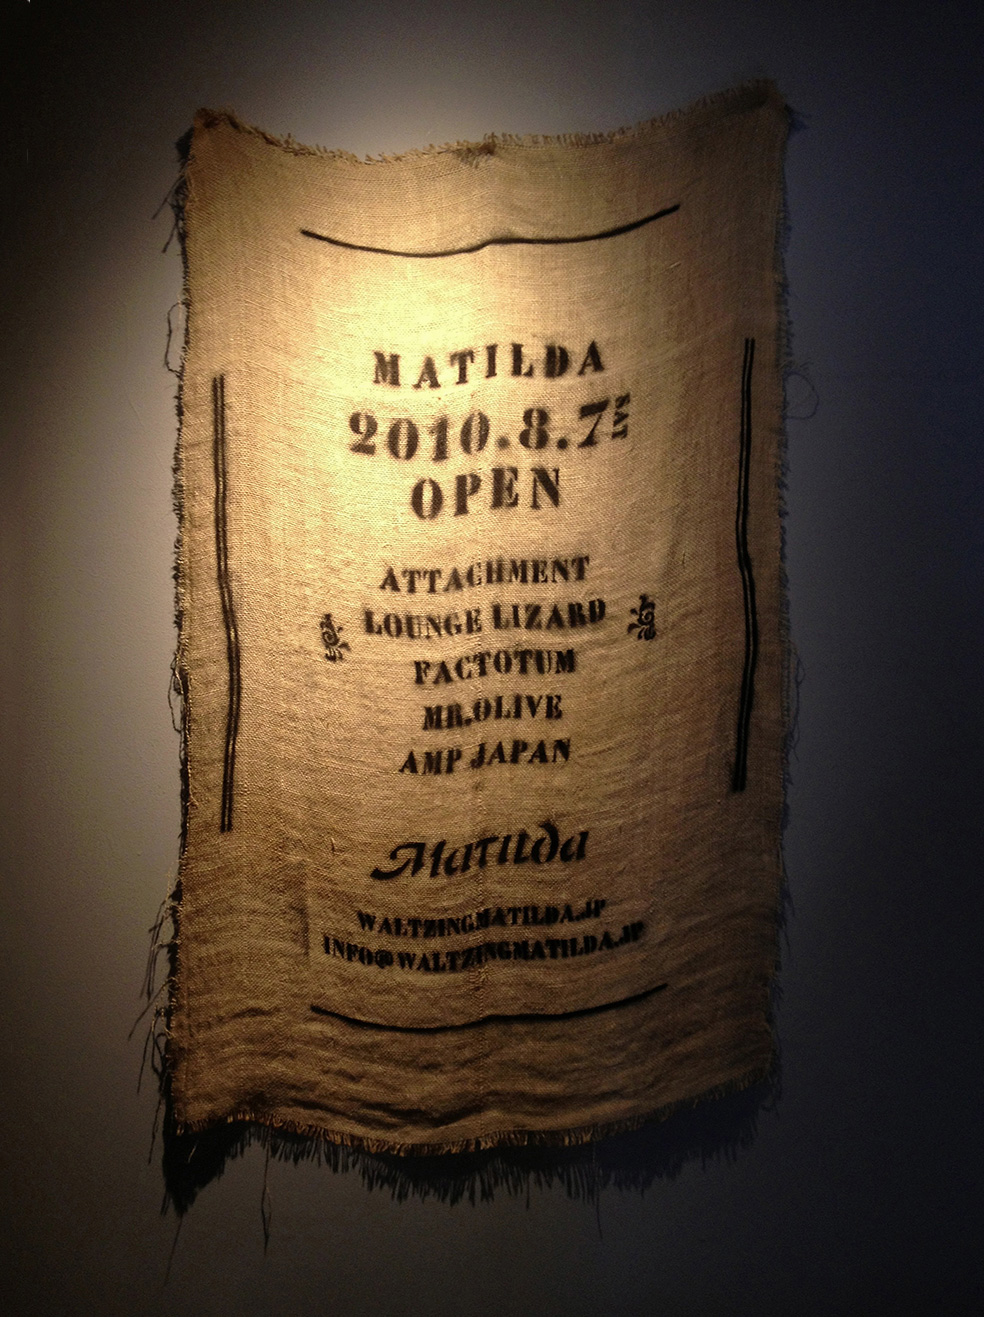 MATILDA
2010.8.7 SAT
OPEN
ATTACHMENT
LOUNGE LIZARD
FACTOTUM
MR.OLIVE
AMP JAPAN
Matilda
WALTZINGMATILDA.JP
INFO@WALTZINGMATILDA.JP